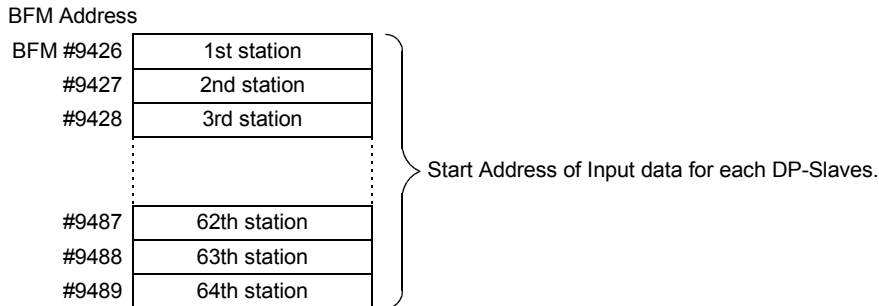 BFM Address
BFM #9426 1st station
#9427 2nd station
#9428 3rd station
Start Address of Input data for each DP-Slaves.
#9487 62th station
#9488 63th station
#9489 64th station